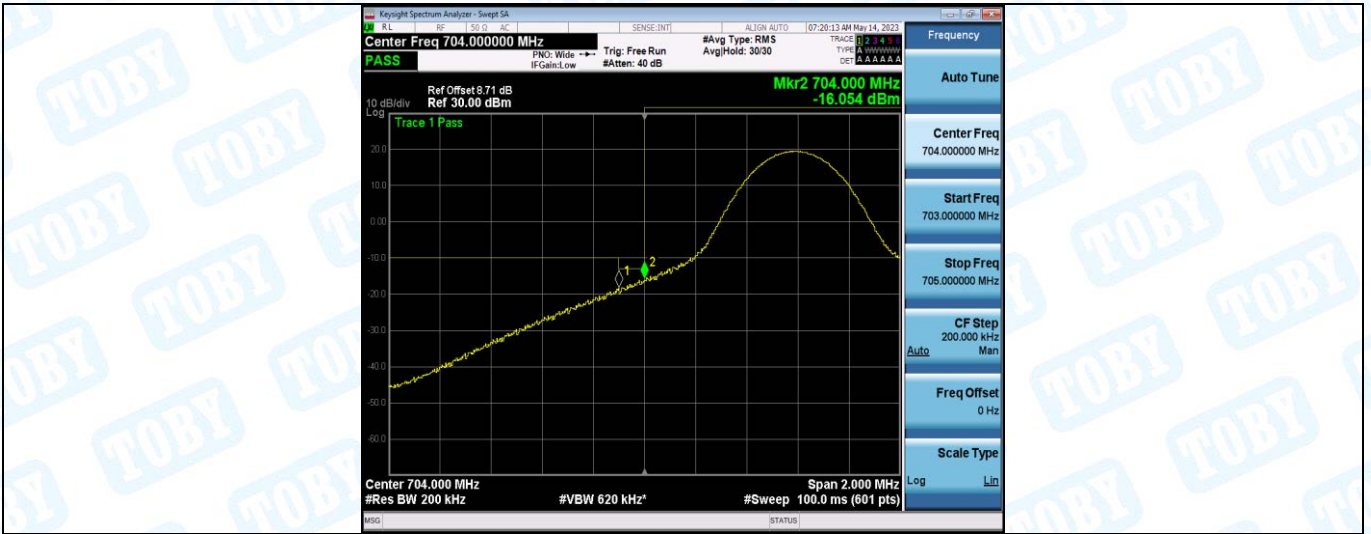 Keysight Spectrum Analyzer - Swept SA
RL RF 50 Ω AC SENSE:INT ALIGN AUTO 07:20:13 AM May 14, 2023
Center Freq 704.000000 MHz
PASS
PNO: Wide
IFGain:Low
Trig: Free Run
#Atten: 40 dB
#Avg Type: RMS
Avg|Hold: 30/30
TRACE 1 2 3 4 5 6
TYPE A WWWWW
DET A A A A A A
Mkr2 704.000 MHz
-16.054 dBm
Ref Offset 8.71 dB
10 dB/div Ref 30.00 dBm
Log
Trace 1 Pass
20.0
10.0
0.00
-10.0
-20.0
-30.0
-40.0
-50.0
-60.0
1
2
Center 704.000 MHz Span 2.000 MHz
#Res BW 200 kHz #VBW 620 kHz* #Sweep 100.0 ms (601 pts)
MSG STATUS
Frequency
Auto Tune
Center Freq
704.000000 MHz
Start Freq
703.000000 MHz
Stop Freq
705.000000 MHz
CF Step
200.000 kHz
Auto Man
Freq Offset
0 Hz
Scale Type
Log Lin
TOBY